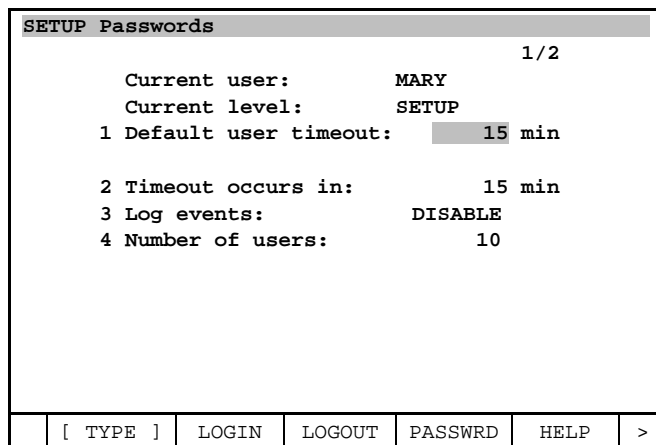 SETUP Passwords
1/2
Current user: MARY
Current level: SETUP
1 Default user timeout: 15 min
2 Timeout occurs in: 15 min
3 Log events: DISABLE
4 Number of users: 10
[ TYPE ] LOGIN LOGOUT PASSWRD HELP >